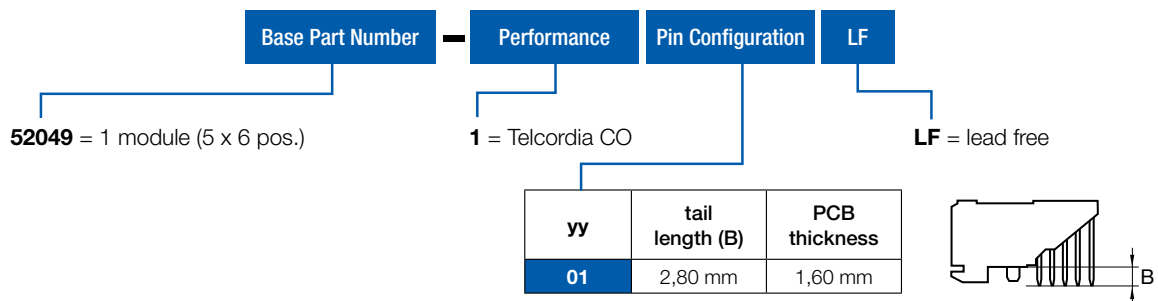 Base Part Number – Performance Pin Configuration LF
52049 = 1 module (5 x 6 pos.) 1 = Telcordia CO LF = lead free
yy tail length (B) PCB thickness
01 2,80 mm 1,60 mm
B